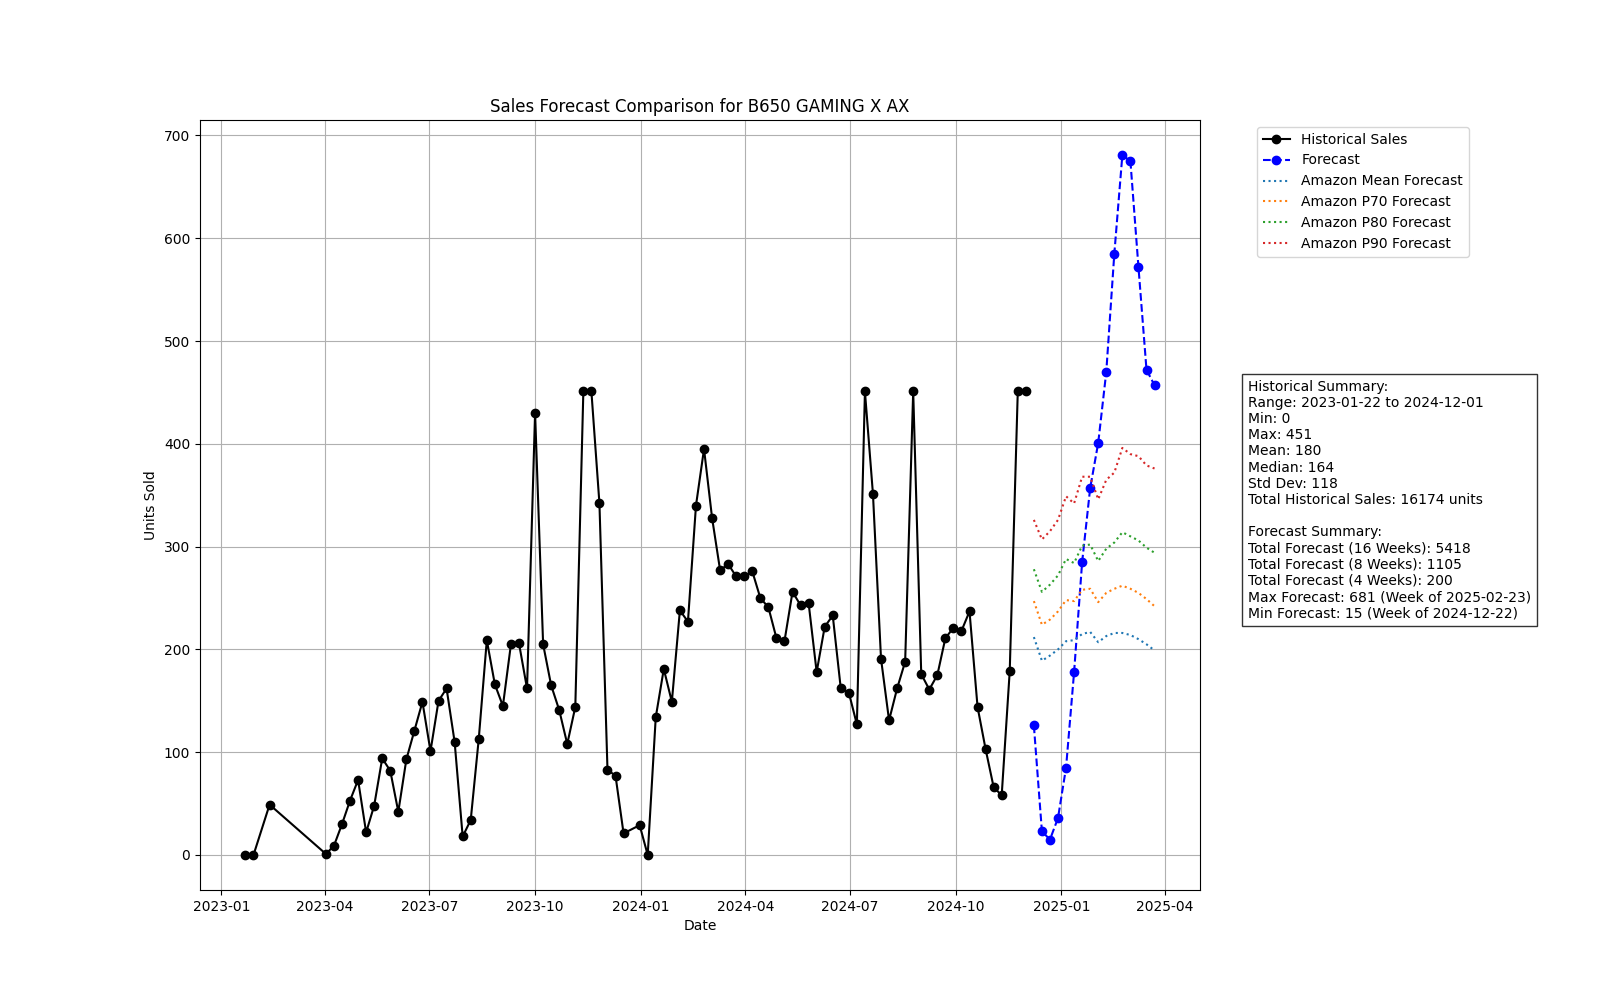 Sales Forecast Comparison for B650 GAMING X AX
700
600
500
400
300
200
100
0
Units Sold
2023-01
2023-04
2023-07
2023-10
2024-01
2024-04
2024-07
2024-10
2025-01
2025-04
Date
Historical Sales
Forecast
Amazon Mean Forecast
Amazon P70 Forecast
Amazon P80 Forecast
Amazon P90 Forecast
Historical Summary:
Range: 2023-01-22 to 2024-12-01
Min: 0
Max: 451
Mean: 180
Median: 164
Std Dev: 118
Total Historical Sales: 16174 units
Forecast Summary:
Total Forecast (16 Weeks): 5418
Total Forecast (8 Weeks): 1105
Total Forecast (4 Weeks): 200
Max Forecast: 681 (Week of 2025-02-23)
Min Forecast: 15 (Week of 2024-12-22)